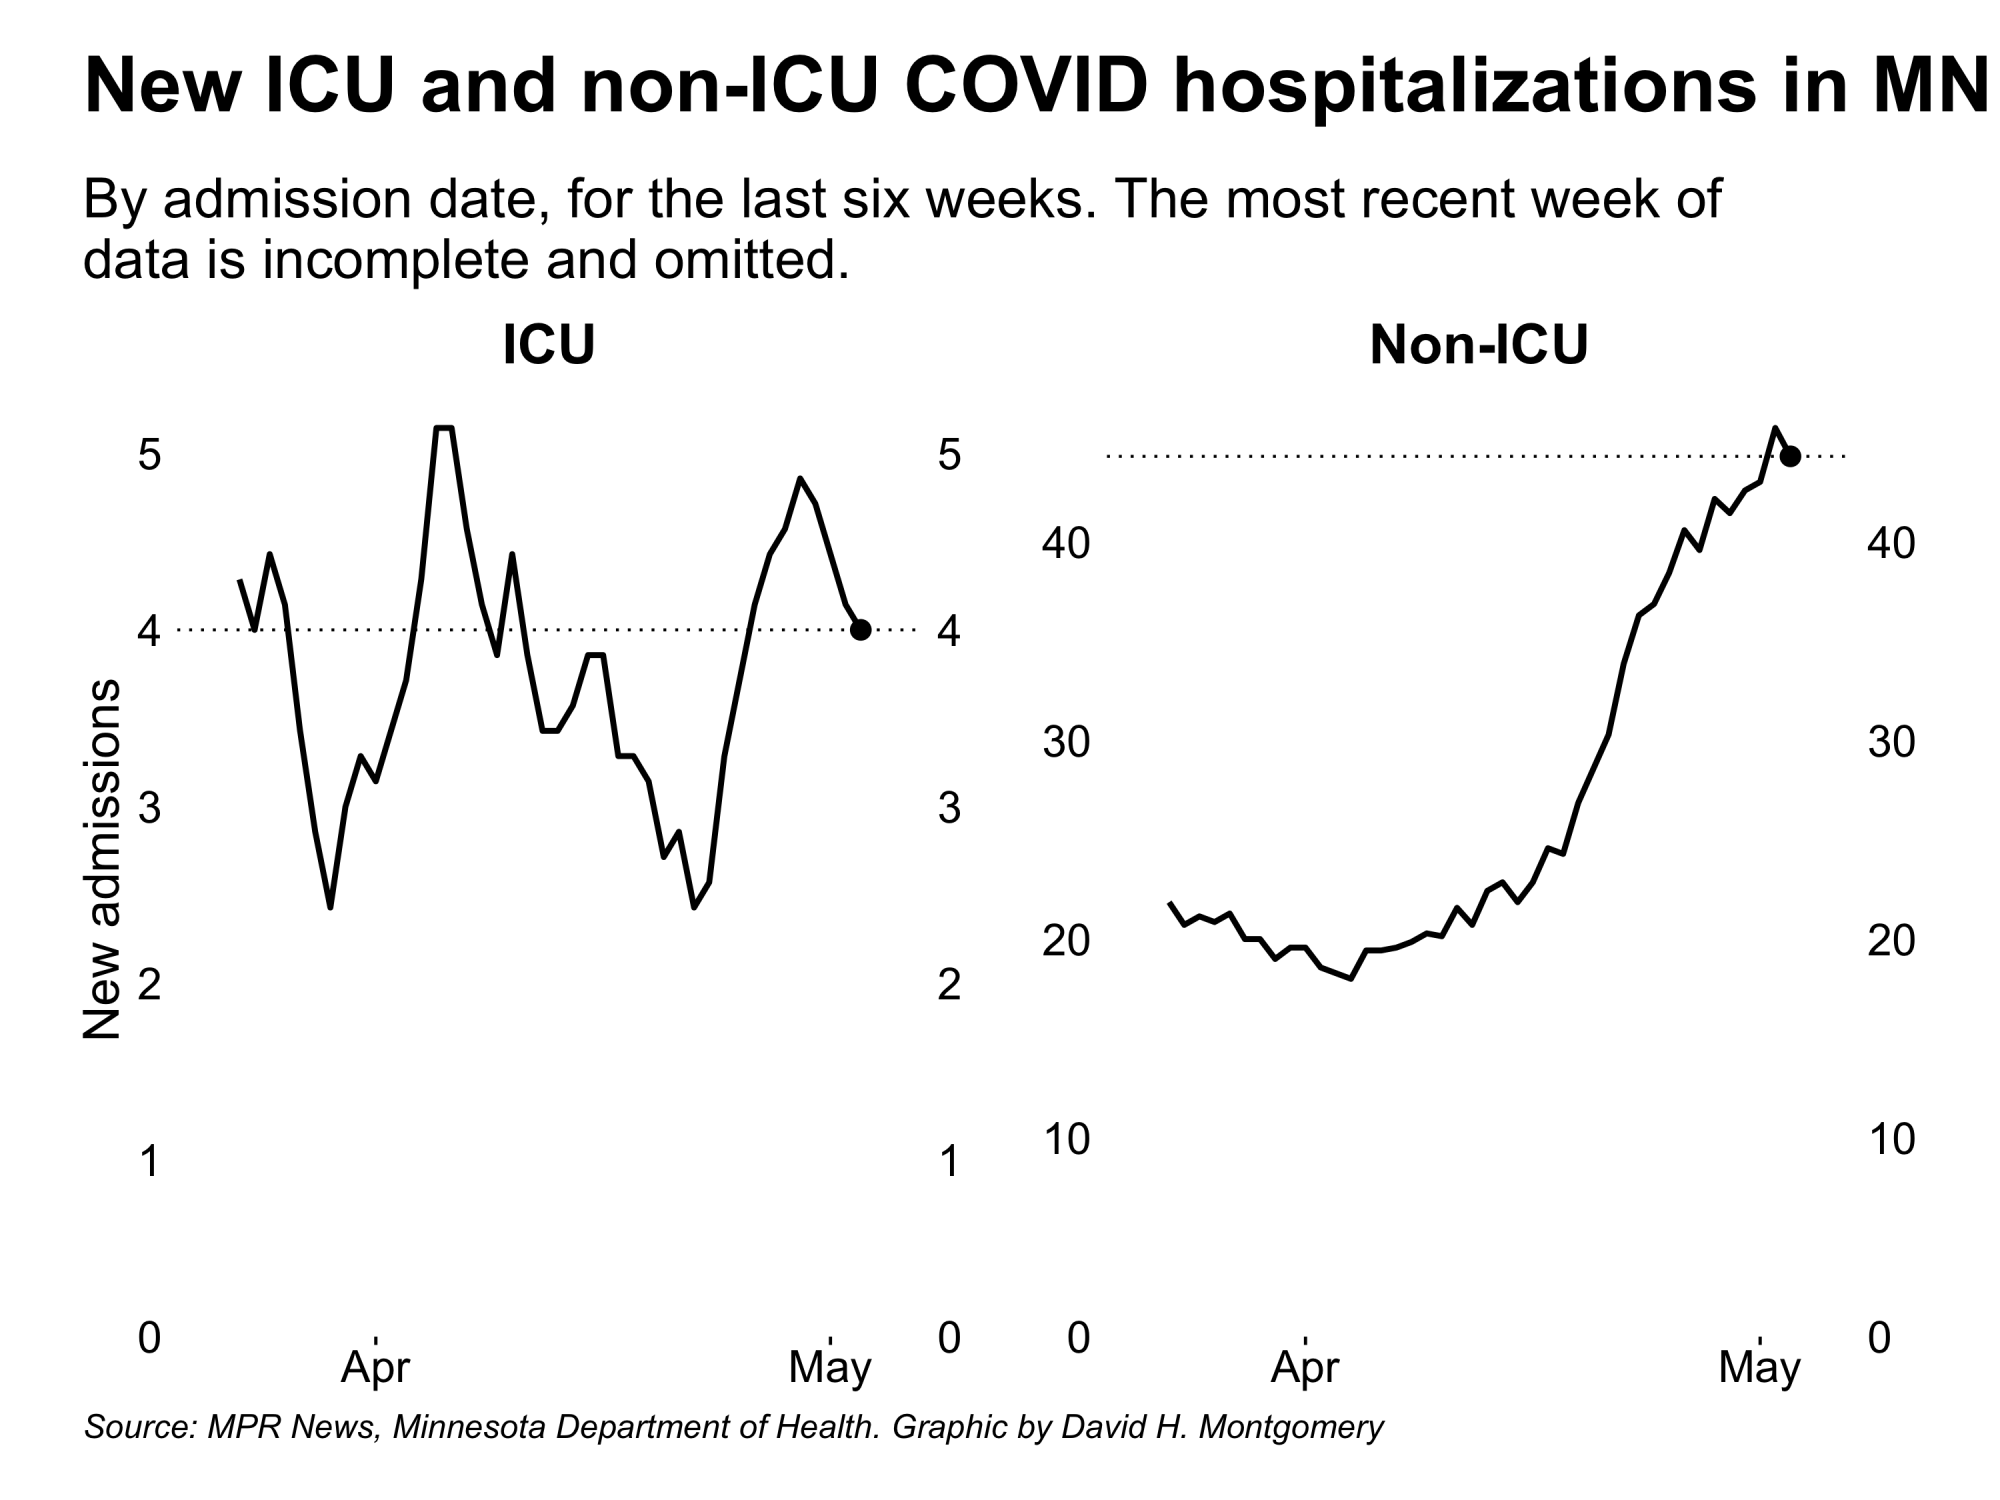 New ICU and non-ICU COVID hospitalizations in MN
By admission date, for the last six weeks. The most recent week of
data is incomplete and omitted.
ICU
Non-ICU
New admissions
5
4
3
2
1
0
5
4
3
2
1
0
Apr
May
40
30
20
10
0
40
30
20
10
0
Apr
May
Source: MPR News, Minnesota Department of Health. Graphic by David H. Montgomery